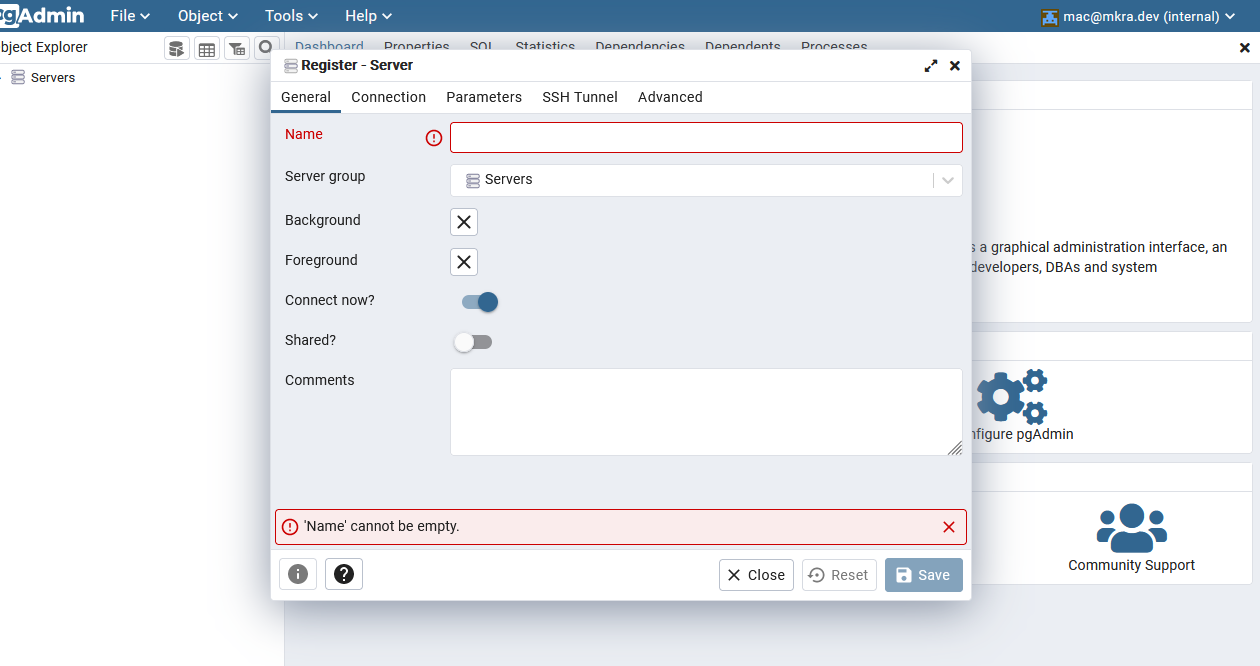 pgAdmin File Object Tools Help mac@mkra.dev (internal)
bject Explorer Dashboard Properties SQL Statistics Dependencies Dependents Processes
Servers
Register - Server
General Connection Parameters SSH Tunnel Advanced
Name
Server group Servers
Background
Foreground
Connect now?
Shared?
Comments
'Name' cannot be empty.
Close Reset Save
s a graphical administration interface, an
developers, DBAs and system
nfigure pgAdmin
Community Support